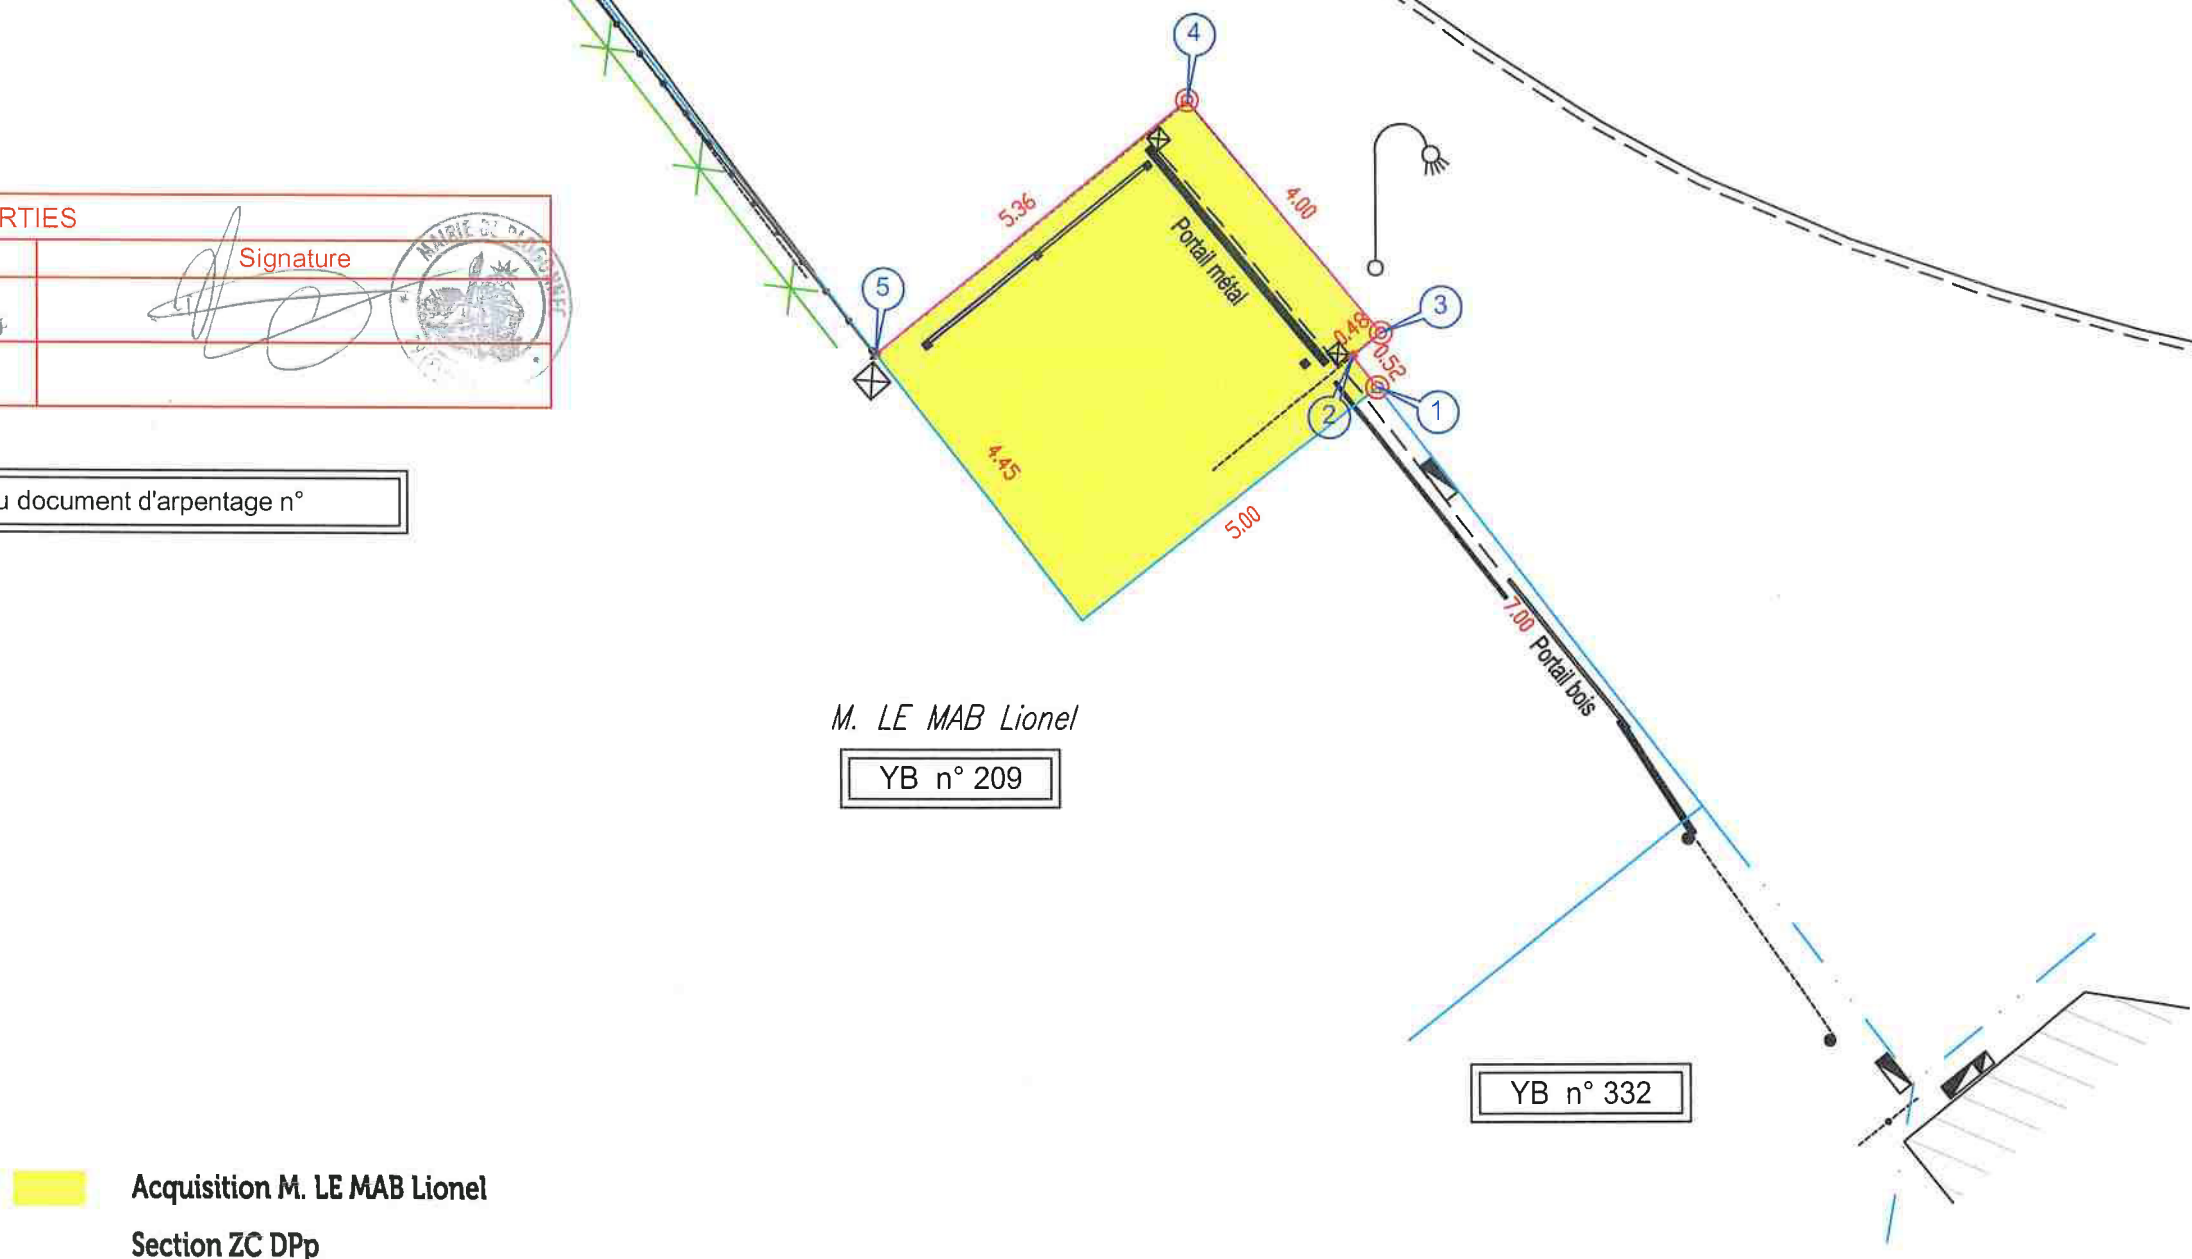 4
RTIES
Signature
MAIRIE DE
5.36
4.00
Portail métal
5
3
0.48
0.52
2
1
4.45
5.00
u document d'arpentage n°
7.00 Portail bois
M. LE MAB Lionel
YB n° 209
YB n° 332
Acquisition M. LE MAB Lionel
Section ZC DPp